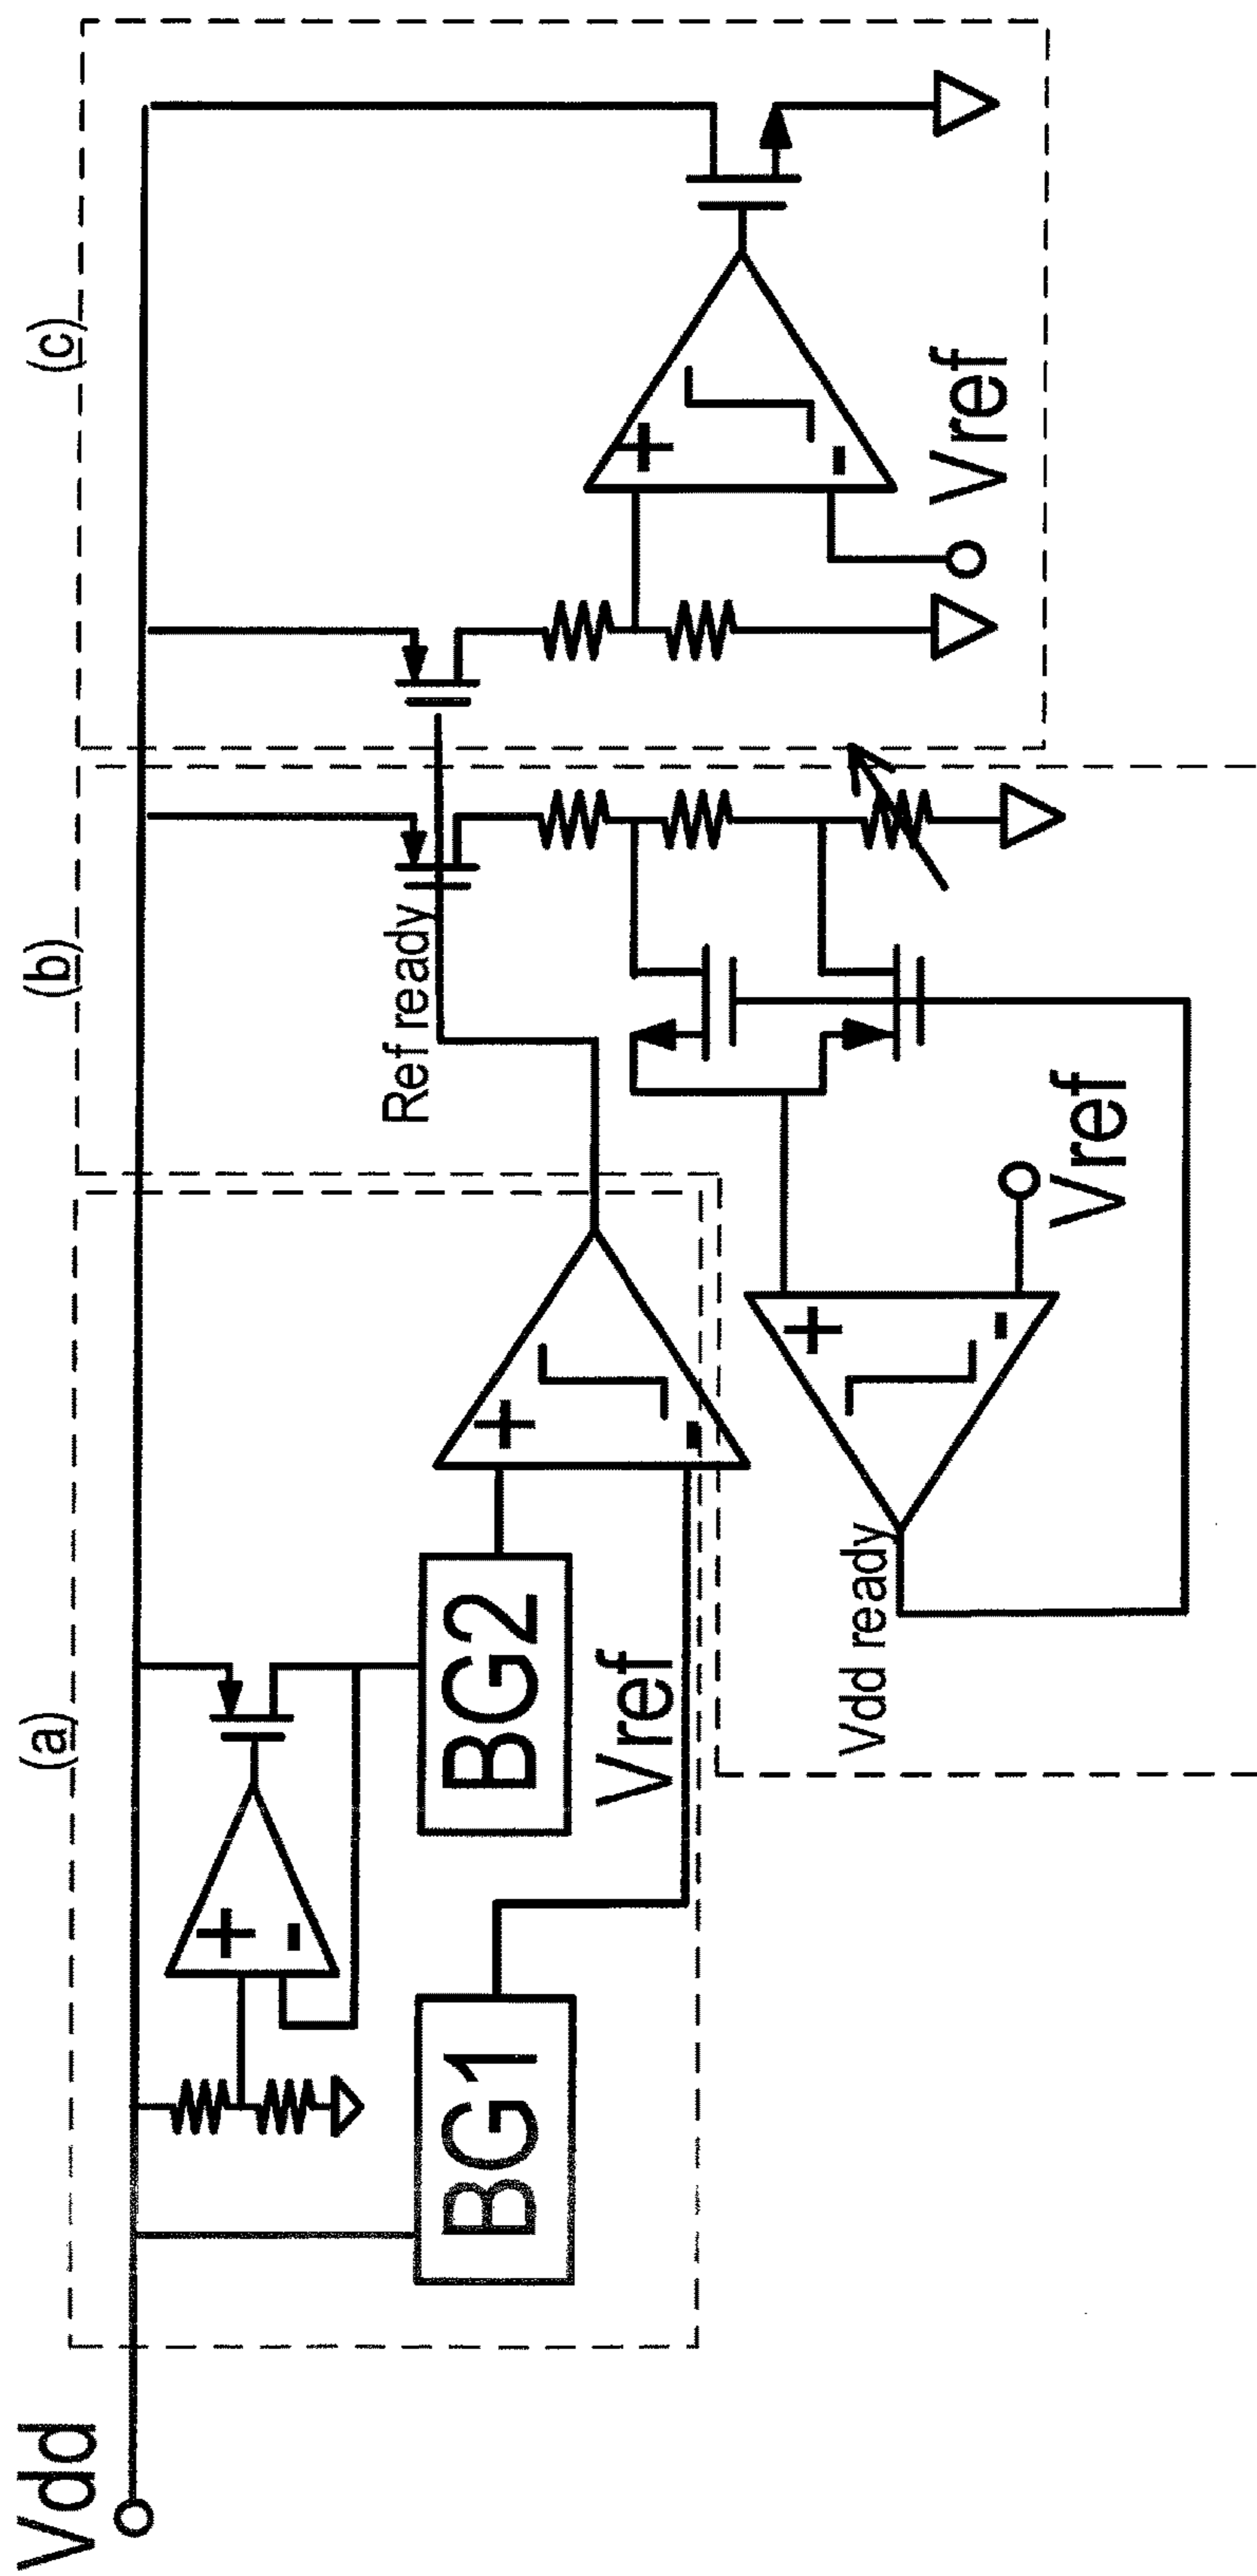 Vdd
(a)
(b)
(c)
+
-
BG1
BG2
Vref
+
-
Ref ready
Vdd ready
+
-
Vref
+
-
Vref